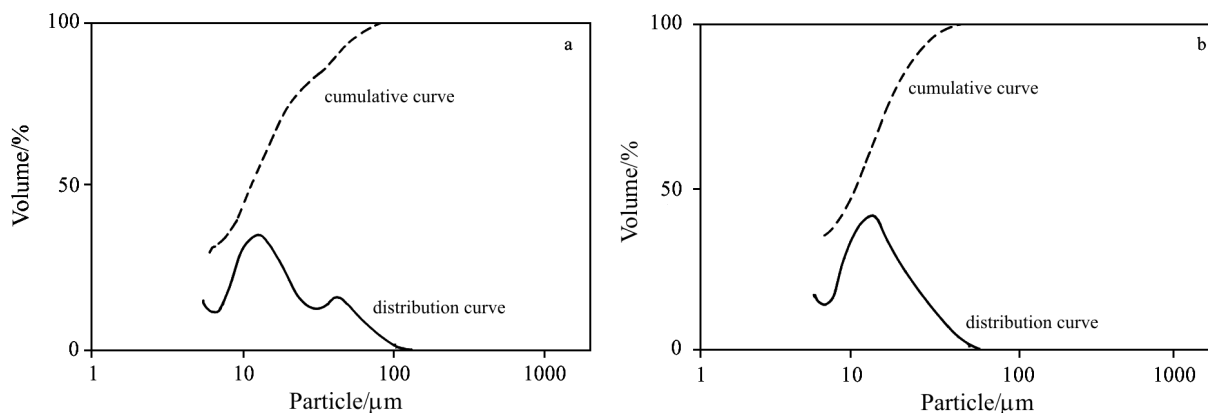 100
a
cumulative curve
50
distribution curve
0
1
10
100
1000
Volume/%
Particle/μm
100
b
cumulative curve
50
distribution curve
0
1
10
100
1000
Volume/%
Particle/μm